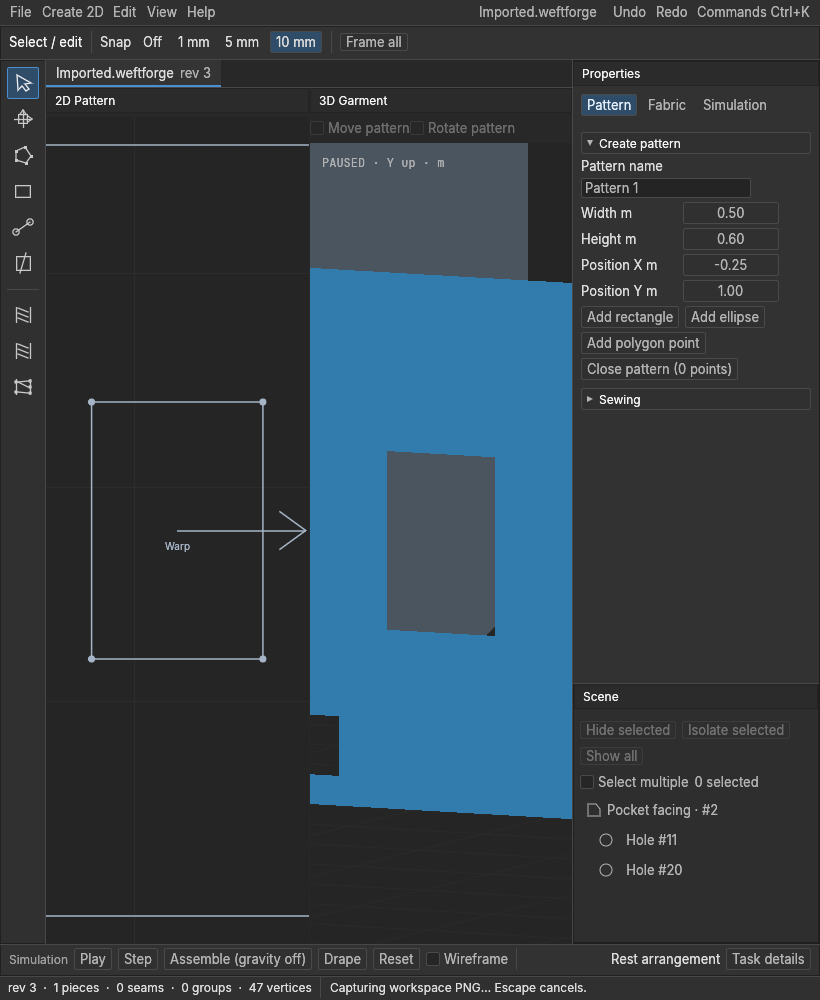 File Create 2D Edit View Help Imported.weftforge Undo Redo Commands Ctrl+K
Select / edit Snap Off 1 mm 5 mm 10 mm Frame all
Imported.weftforge rev 3
2D Pattern
3D Garment
Move pattern Rotate pattern
PAUSED · Y up · m
Warp
Properties
Pattern Fabric Simulation
Create pattern
Pattern name
Pattern 1
Width m 0.50
Height m 0.60
Position X m -0.25
Position Y m 1.00
Add rectangle Add ellipse
Add polygon point
Close pattern (0 points)
Sewing
Scene
Hide selected Isolate selected
Show all
Select multiple 0 selected
Pocket facing · #2
Hole #11
Hole #20
Simulation Play Step Assemble (gravity off) Drape Reset Wireframe Rest arrangement Task details
rev 3 · 1 pieces · 0 seams · 0 groups · 47 vertices Capturing workspace PNG... Escape cancels.